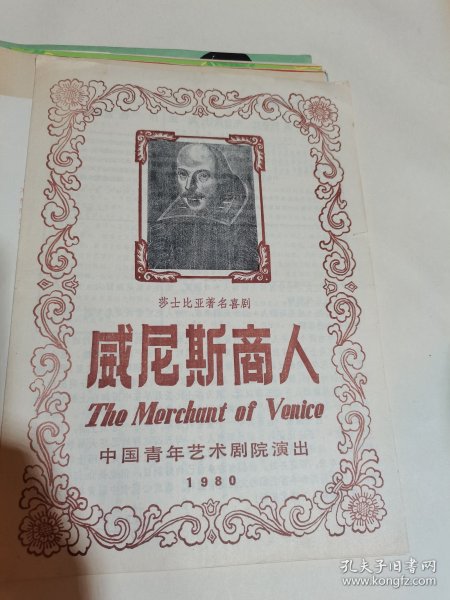 莎士比亚著名喜剧
威尼斯商人
The Merchant of Venice
中国青年艺术剧院演出
1980
孔夫子旧书网
www.kongfz.com